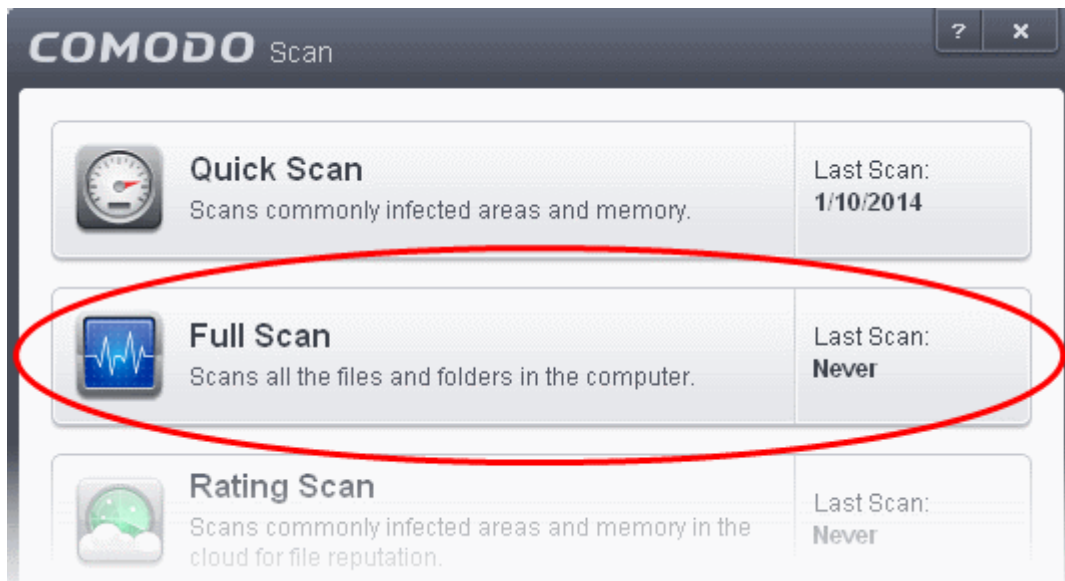 COMODO Scan
? x
Quick Scan
Scans commonly infected areas and memory.
Last Scan:
1/10/2014
Full Scan
Scans all the files and folders in the computer.
Last Scan:
Never
Rating Scan
Scans commonly infected areas and memory in the
cloud for file reputation.
Last Scan:
Never